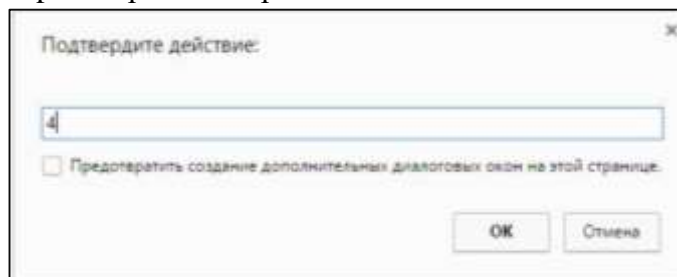 Подтвердите действие:
×
4
Предотвратить создание дополнительных диалоговых окон на этой странице.
OK
Отмена